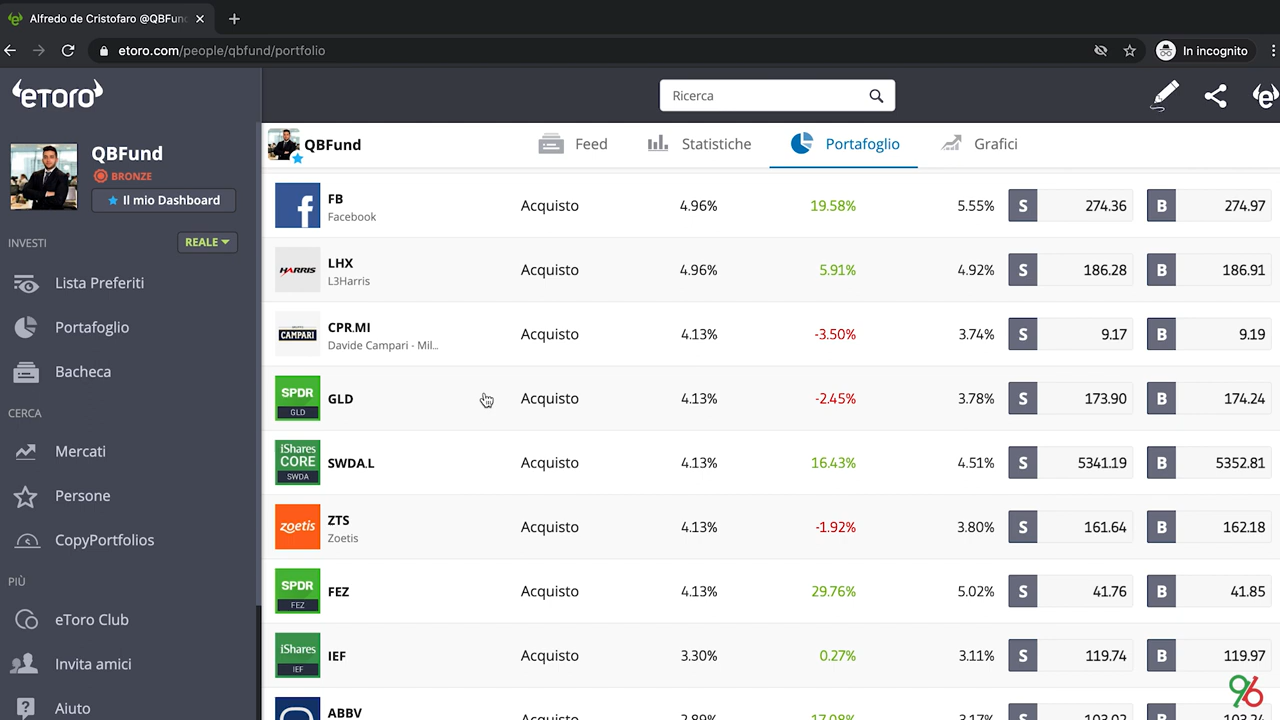 Alfredo de Cristofaro @QBFun
etoro.com/people/qbfund/portfolio
In incognito
eToro
Ricerca
QBFund
BRONZE
Il mio Dashboard
QBFund
Feed
Statistiche
Portafoglio
Grafici
INVESTI
REALE
Lista Preferiti
Portafoglio
Bacheca
CERCA
Mercati
Persone
CopyPortfolios
PIÙ
eToro Club
Invita amici
Aiuto
FB
Facebook
Acquisto 4.96% 19.58% 5.55% S 274.36 B 274.97
HARRIS
LHX
L3Harris
Acquisto 4.96% 5.91% 4.92% S 186.28 B 186.91
CAMPARI
CPR.MI
Davide Campari - Mil...
Acquisto 4.13% -3.50% 3.74% S 9.17 B 9.19
SPDR
GLD
GLD Acquisto 4.13% -2.45% 3.78% S 173.90 B 174.24
iShares
CORE
SWDA
SWDA.L Acquisto 4.13% 16.43% 4.51% S 5341.19 B 5352.81
zoetis
ZTS
Zoetis
Acquisto 4.13% -1.92% 3.80% S 161.64 B 162.18
SPDR
FEZ
FEZ Acquisto 4.13% 29.76% 5.02% S 41.76 B 41.85
iShares
IEF
IEF Acquisto 3.30% 0.27% 3.11% S 119.74 B 119.97
ABBV
96